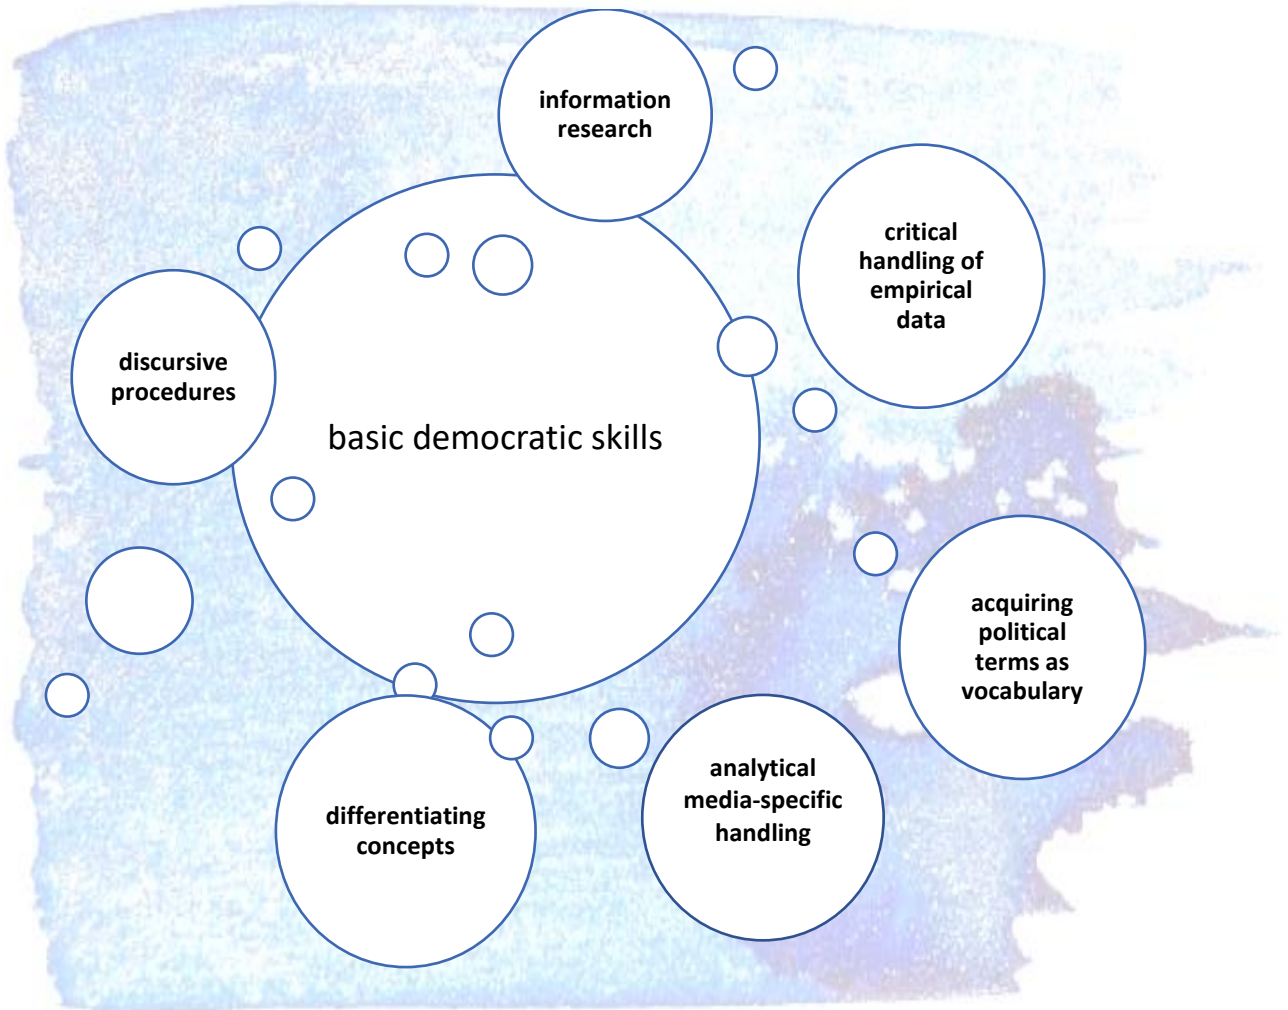 information
research
critical
handling of
empirical
data
discursive
procedures
basic democratic skills
acquiring
political
terms as
vocabulary
analytical
media-specific
handling
differentiating
concepts